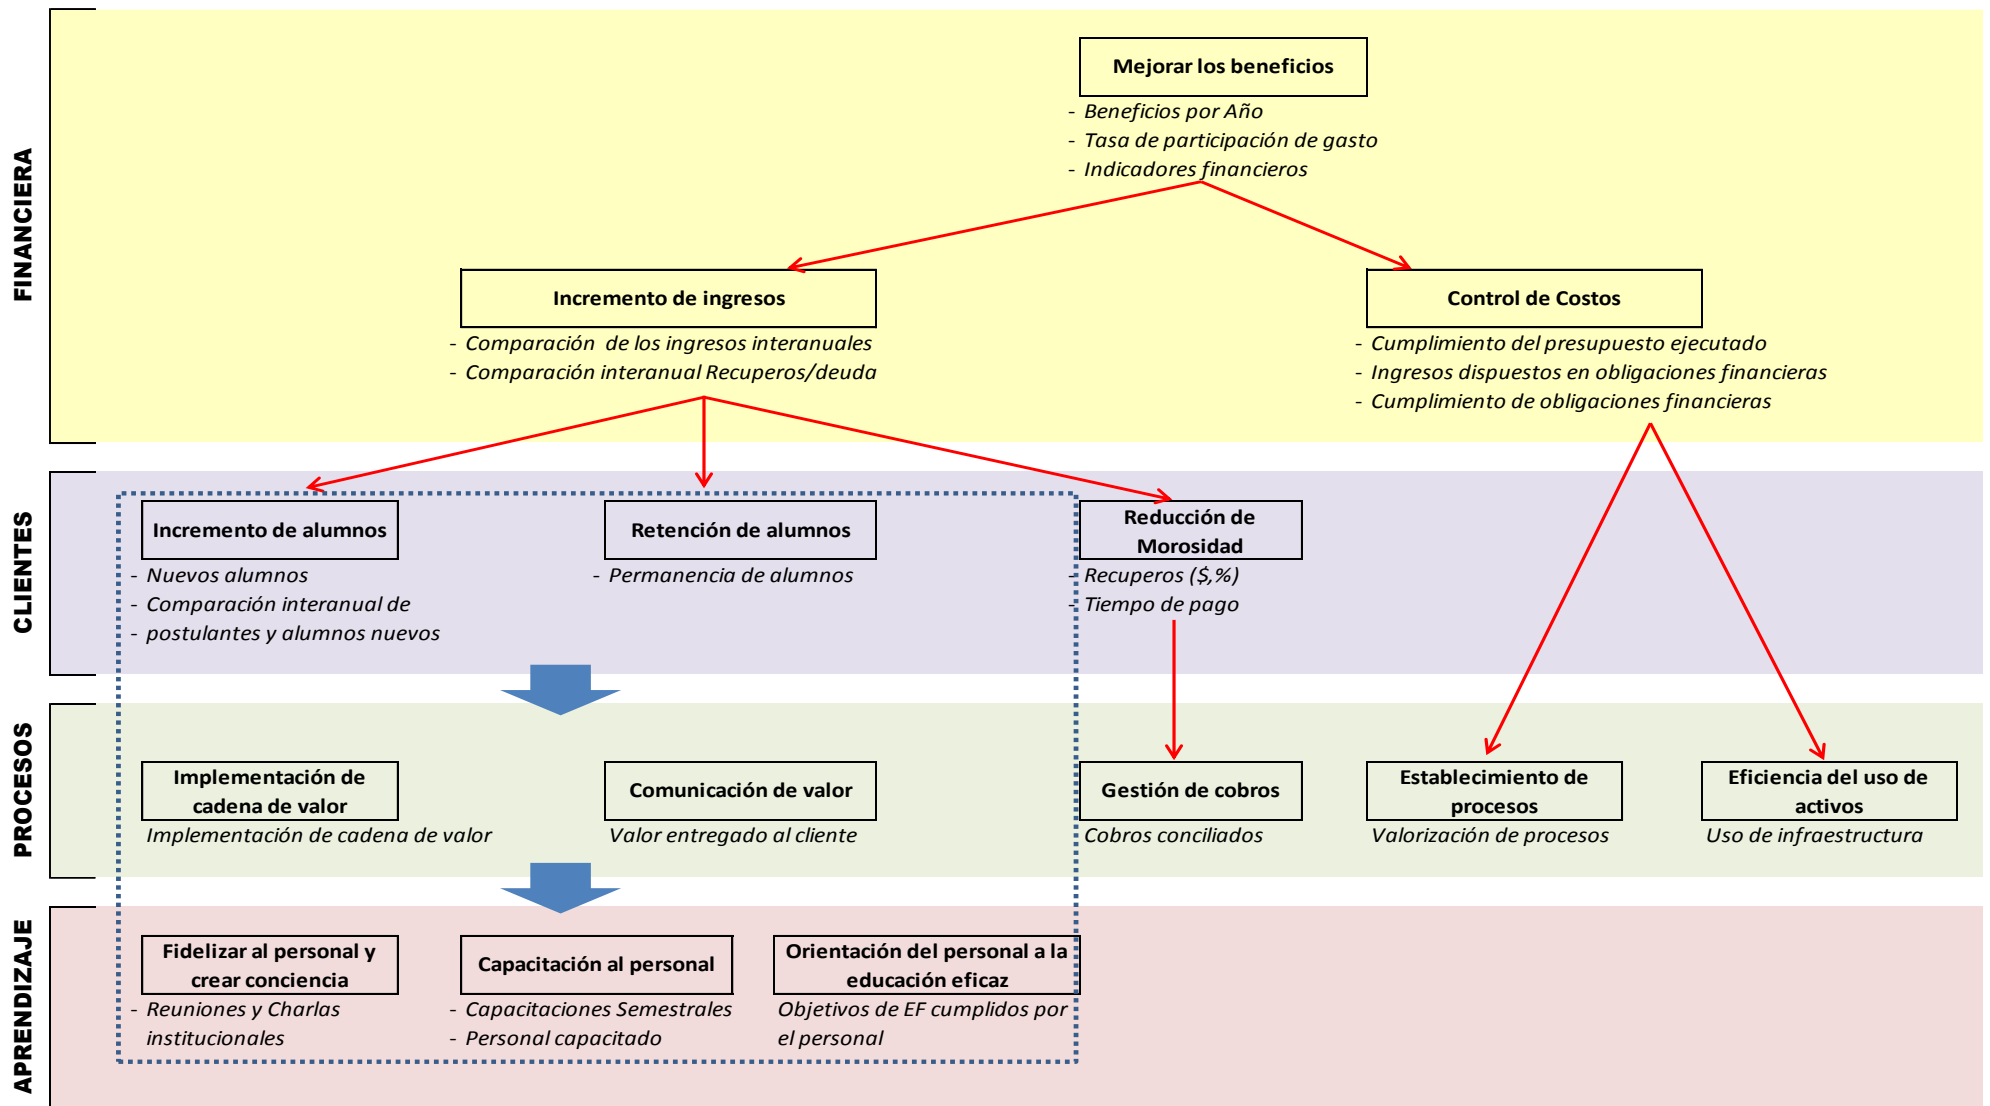 FINANCIERA
Mejorar los beneficios
- Beneficios por Año
- Tasa de participación de gasto
- Indicadores financieros
Incremento de ingresos
- Comparación de los ingresos interanuales
- Comparación interanual Recuperos/deuda
Control de Costos
- Cumplimiento del presupuesto ejecutado
- Ingresos dispuestos en obligaciones financieras
- Cumplimiento de obligaciones financieras
CLIENTES
Incremento de alumnos
- Nuevos alumnos
- Comparación interanual de
- postulantes y alumnos nuevos
Retención de alumnos
- Permanencia de alumnos
Reducción de
Morosidad
- Recuperos ($,%)
- Tiempo de pago
PROCESOS
Implementación de
cadena de valor
Implementación de cadena de valor
Comunicación de valor
Valor entregado al cliente
Gestión de cobros
Cobros conciliados
Establecimiento de
procesos
Valorización de procesos
Eficiencia del uso de
activos
Uso de infraestructura
APRENDIZAJE
Fidelizar al personal y
crear conciencia
- Reuniones y Charlas
institucionales
Capacitación al personal
- Capacitaciones Semestrales
- Personal capacitado
Orientación del personal a la
educación eficaz
Objetivos de EF cumplidos por
el personal